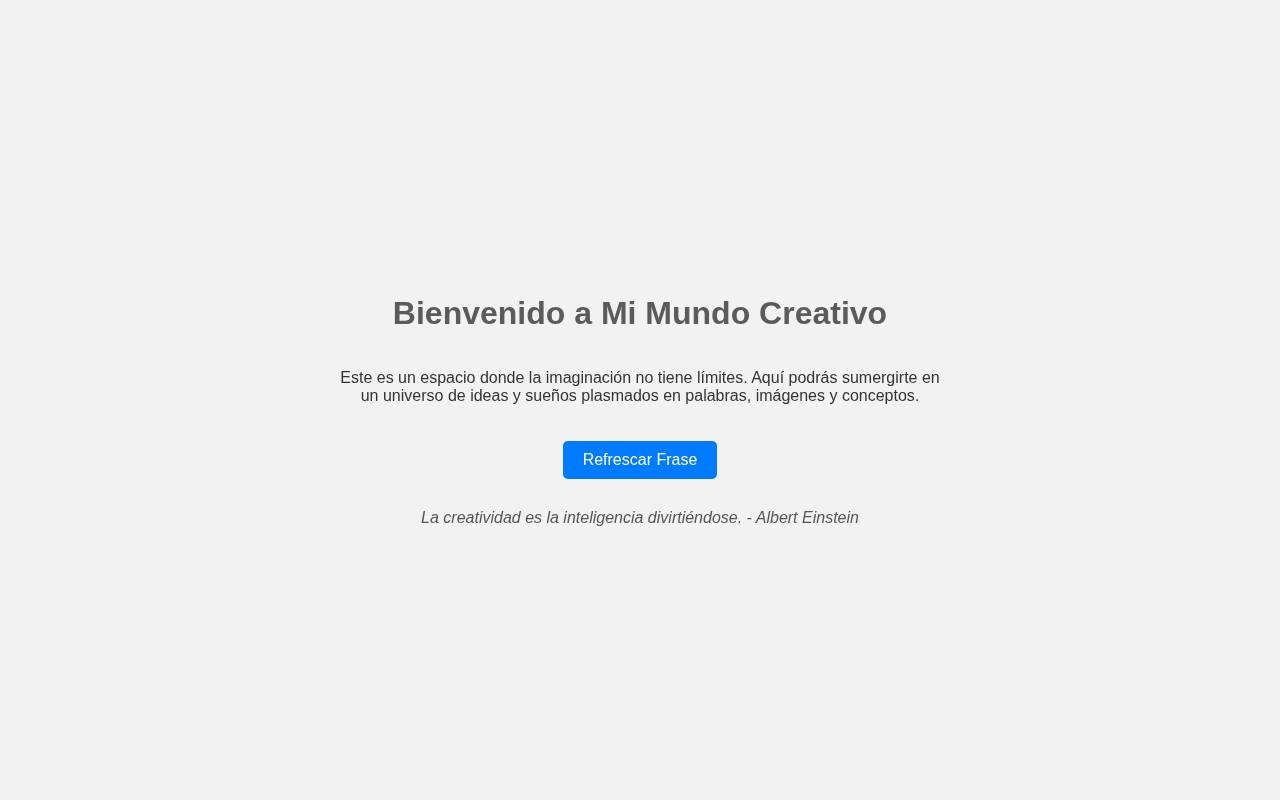 Bienvenido a Mi Mundo Creativo
Este es un espacio donde la imaginación no tiene límites. Aquí podrás sumergirte en
un universo de ideas y sueños plasmados en palabras, imágenes y conceptos.
Refrescar Frase
La creatividad es la inteligencia divirtiéndose. - Albert Einstein